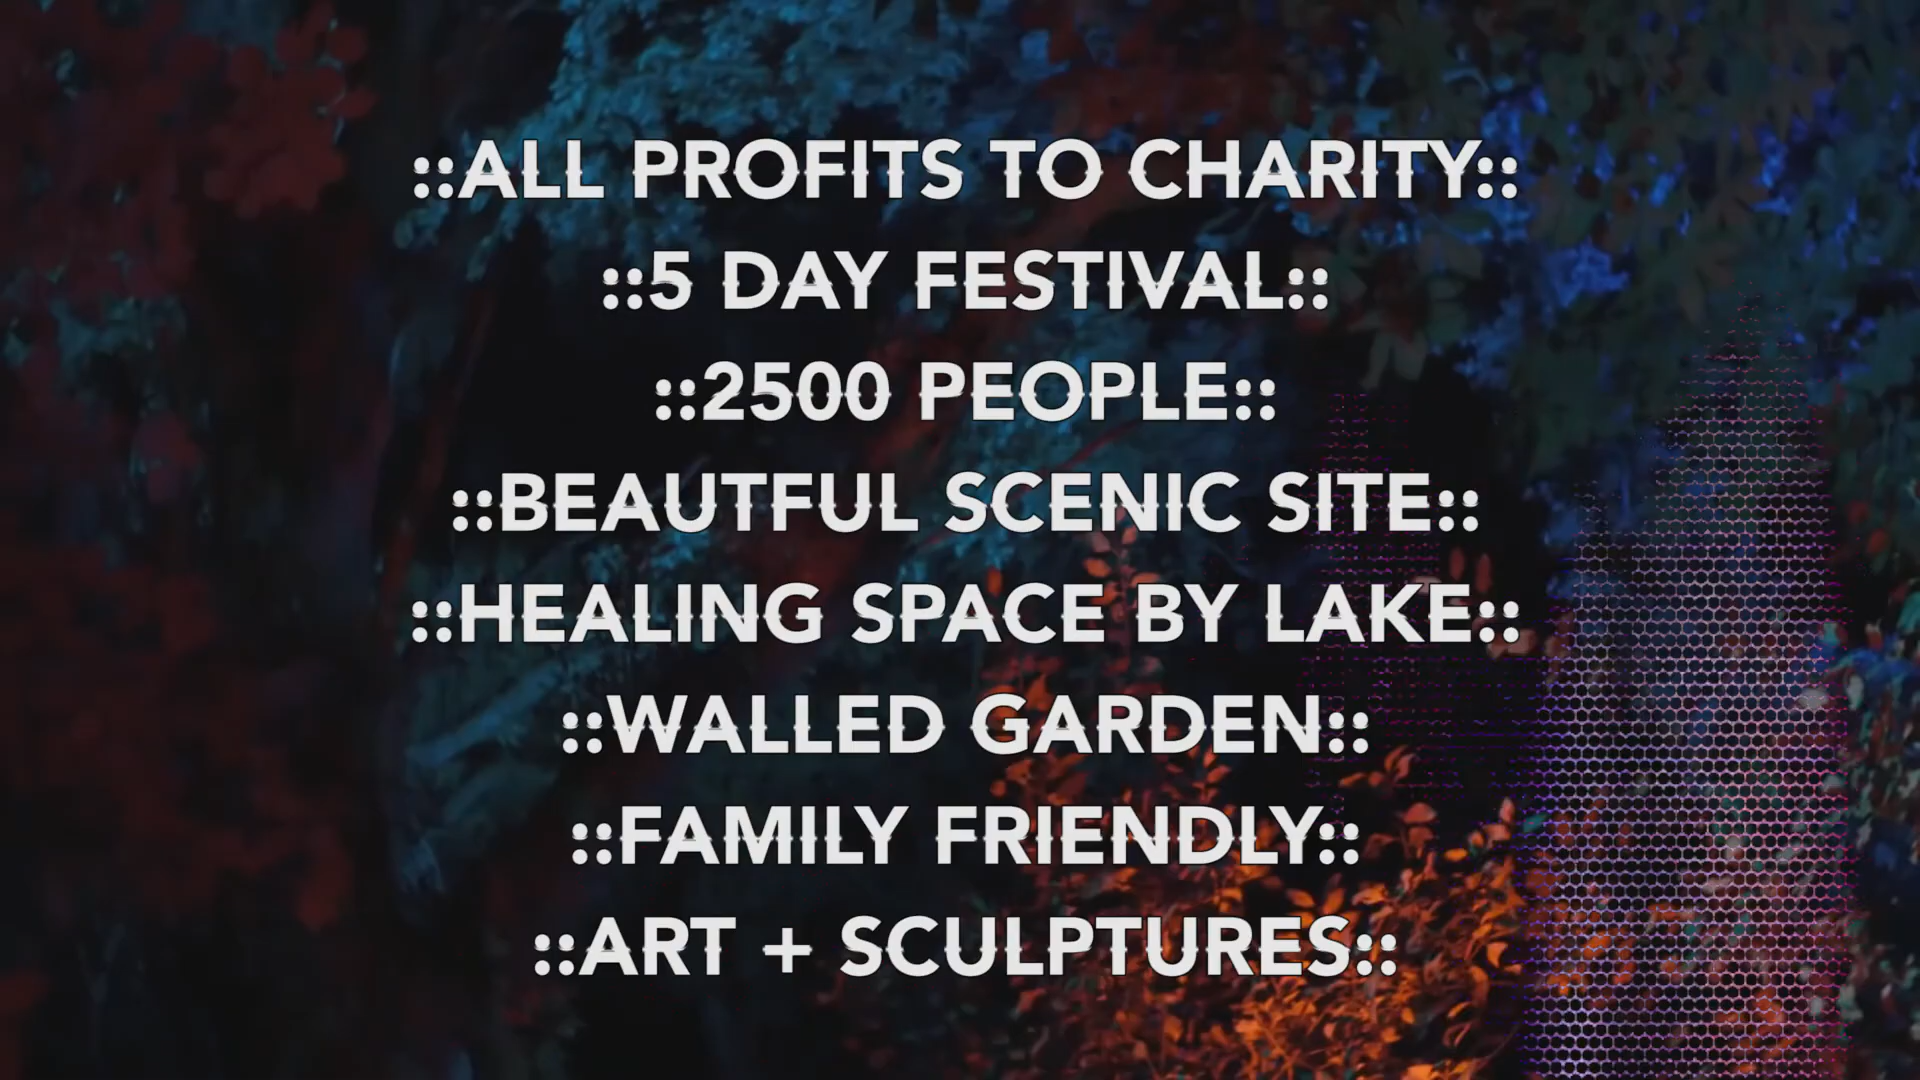 ::ALL PROFITS TO CHARITY::
::5 DAY FESTIVAL::
::2500 PEOPLE::
::BEAUTFUL SCENIC SITE::
::HEALING SPACE BY LAKE::
::WALLED GARDEN::
::FAMILY FRIENDLY::
::ART + SCULPTURES::